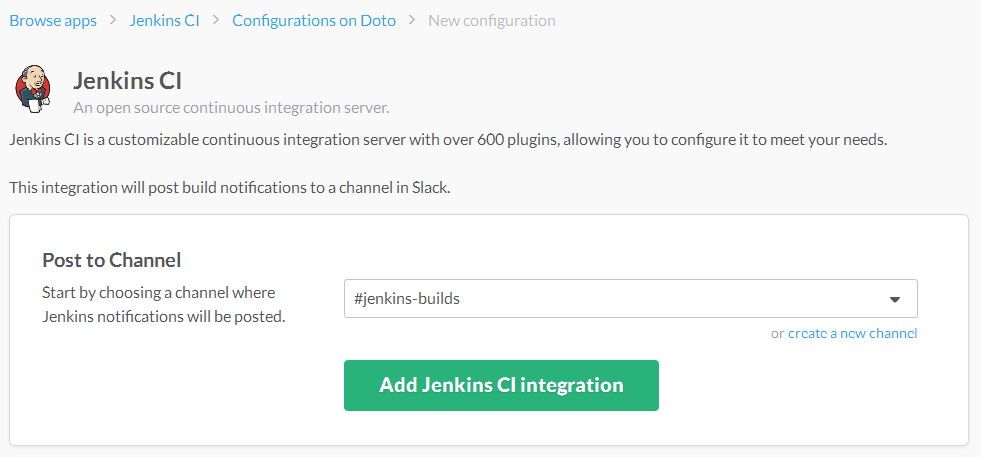 Browse apps > Jenkins CI > Configurations on Doto > New configuration
Jenkins CI
An open source continuous integration server.
Jenkins CI is a customizable continuous integration server with over 600 plugins, allowing you to configure it to meet your needs.
This integration will post build notifications to a channel in Slack.
Post to Channel
Start by choosing a channel where
Jenkins notifications will be posted.
#jenkins-builds
or create a new channel
Add Jenkins CI integration